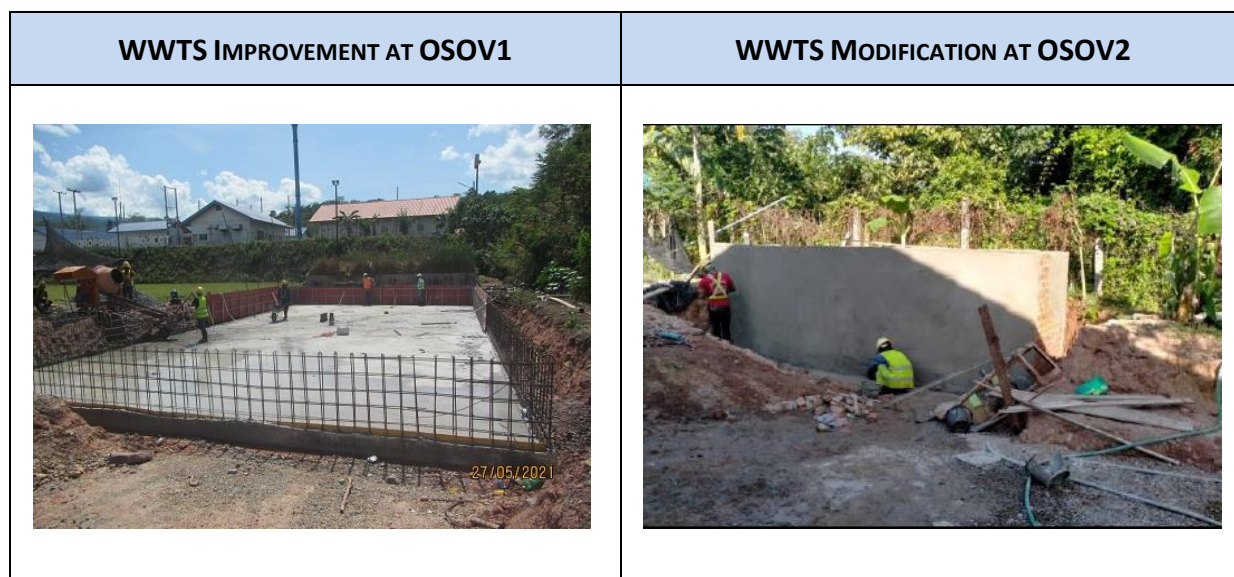 WWTS IMPROVEMENT AT OSOV1
WWTS MODIFICATION AT OSOV2
27/05/2021